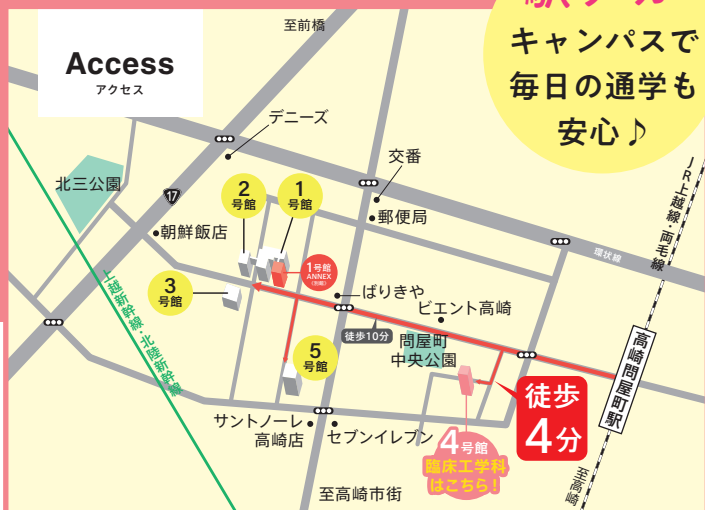 Access
アクセス
キャンパスで
毎日の通学も
安心♪
至前橋
デニーズ
交番
郵便局
北三公園
17
朝鮮飯店
2
号館
1
号館
1号館
ANNEX
3
号館
5
号館
ばりきや
ビエント高崎
徒歩10分
問屋町
中央公園
環状線
JR上越線・両毛線
高崎問屋町駅
至高崎
徒歩
4分
4号館
臨床工学科
はこちら!
サントノーレ
高崎店
セブンイレブン
至高崎市街
上越新幹線・北陸新幹線